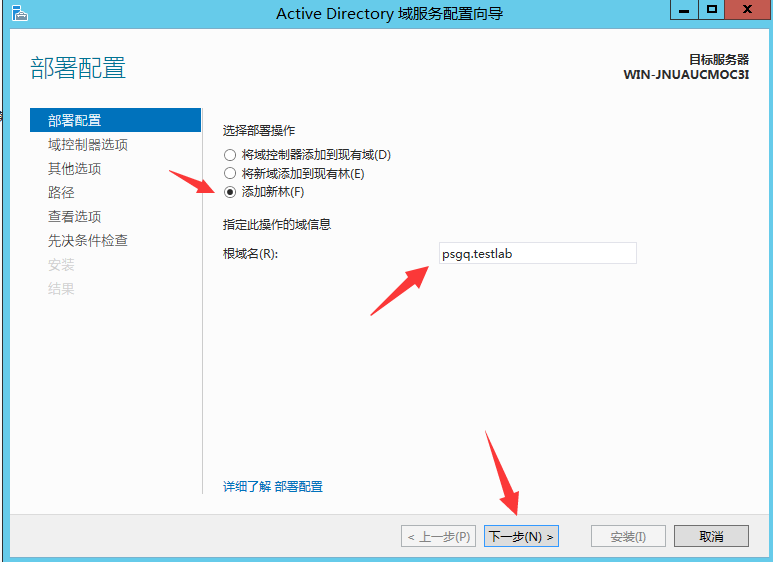 Active Directory 域服务配置向导
部署配置
目标服务器
WIN-JNUAUCMOC3I
部署配置
域控制器选项
其他选项
路径
查看选项
先决条件检查
安装
结果
选择部署操作
将域控制器添加到现有域(D)
将新域添加到现有林(E)
添加新林(F)
指定此操作的域信息
根域名(R):
psgq.testlab
详细了解 部署配置
< 上一步(P)
下一步(N) >
安装(I)
取消